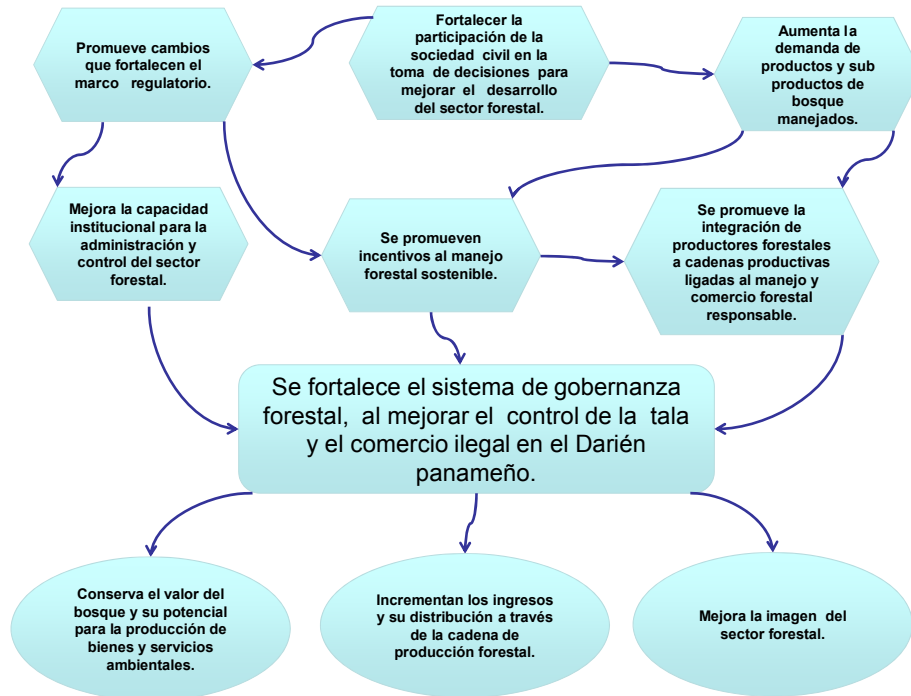 Promueve cambios
que fortalecen el
marco regulatorio.
Fortalecer la
participación de la
sociedad civil en la
toma de decisiones para
mejorar el desarrollo
del sector forestal.
Aumenta la
demanda de
productos y sub
productos de
bosque
manejados.
Mejora la capacidad
institucional para la
administración y
control del sector
forestal.
Se promueven
incentivos al manejo
forestal sostenible.
Se promueve la
integración de
productores forestales
a cadenas productivas
ligadas al manejo y
comercio forestal
responsable.
Se fortalece el sistema de gobernanza
forestal, al mejorar el control de la tala
y el comercio ilegal en el Darién
panameño.
Conserva el valor del
bosque y su potencial
para la producción de
bienes y servicios
ambientales.
Incrementan los ingresos
y su distribución a través
de la cadena de
producción forestal.
Mejora la imagen del
sector forestal.